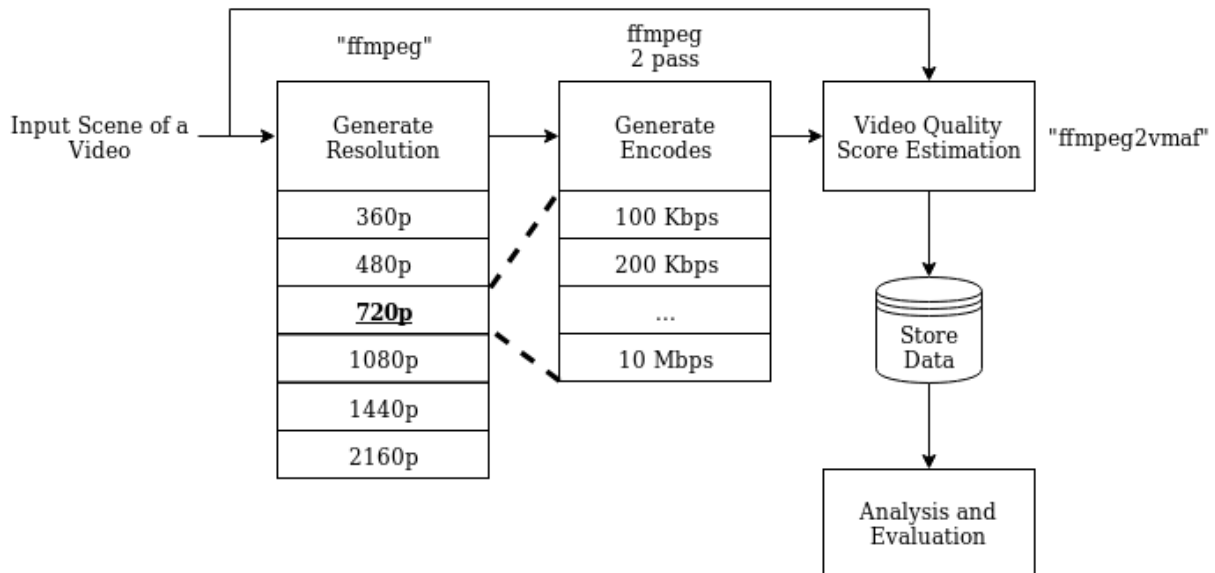 "ffmpeg"
ffmpeg
2 pass
Input Scene of a
Video
Generate
Resolution
Generate
Encodes
Video Quality
Score Estimation
"ffmpeg2vmaf"
360p
480p
720p
1080p
1440p
2160p
100 Kbps
200 Kbps
...
10 Mbps
Store
Data
Analysis and
Evaluation